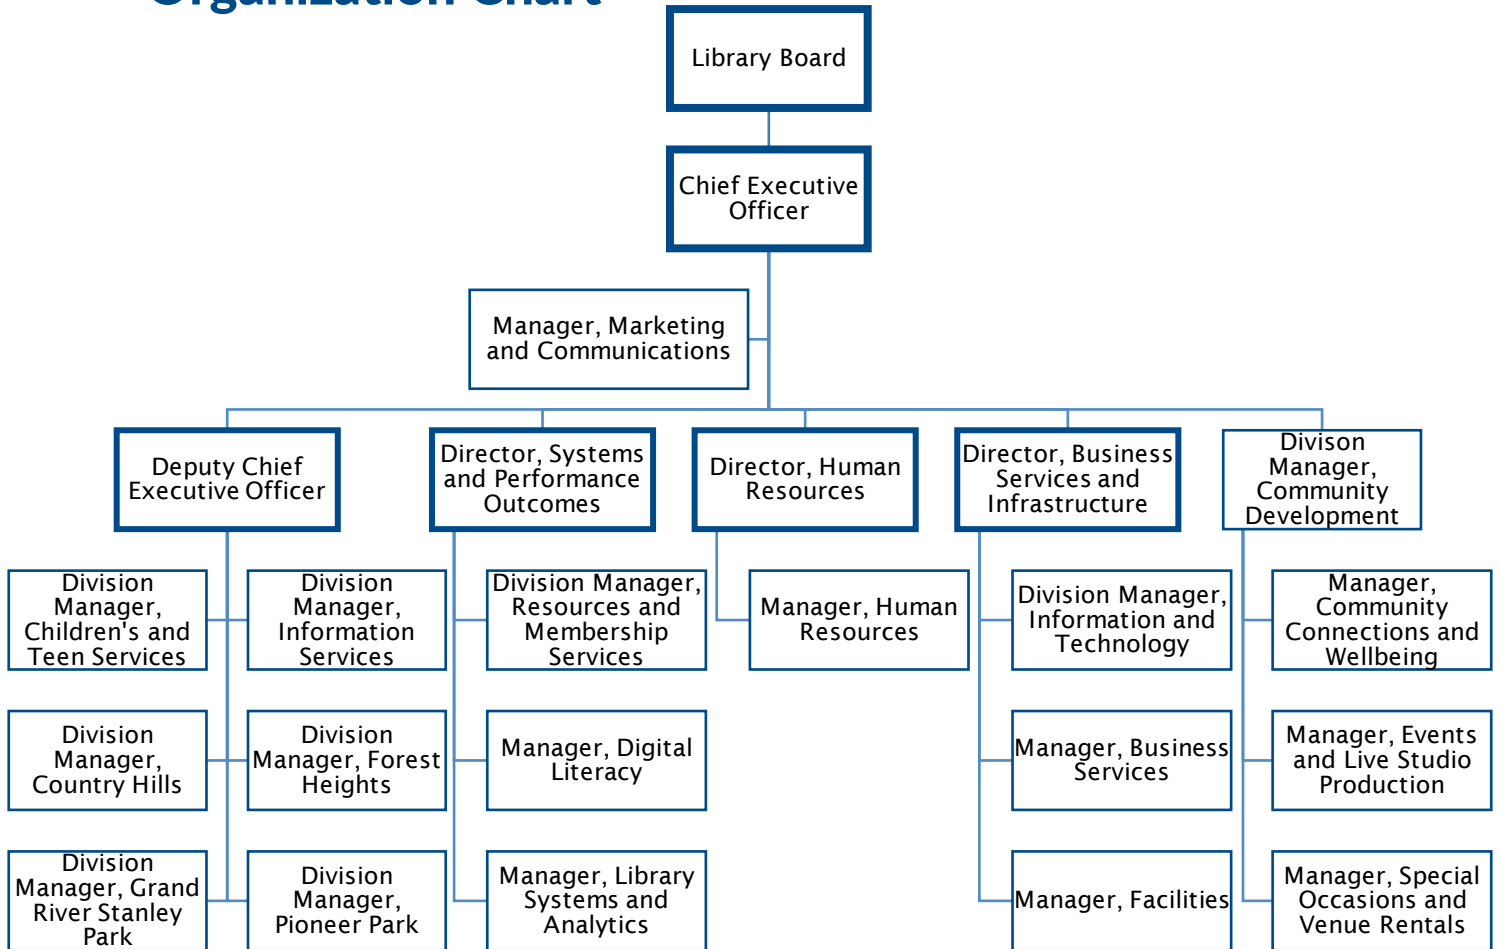 Organization Chart
Library Board
Chief Executive
Officer
Manager, Marketing
and Communications
Deputy Chief
Executive Officer
Director, Systems
and Performance
Outcomes
Director, Human
Resources
Director, Business
Services and
Infrastructure
Divison
Manager,
Community
Development
Division
Manager,
Children's and
Teen Services
Division
Manager,
Information
Services
Division Manager,
Resources and
Membership
Services
Manager, Human
Resources
Division Manager,
Information and
Technology
Manager,
Community
Connections and
Wellbeing
Division
Manager,
Country Hills
Division
Manager, Forest
Heights
Manager, Digital
Literacy
Manager, Business
Services
Manager, Events
and Live Studio
Production
Division
Manager, Grand
River Stanley
Park
Division
Manager,
Pioneer Park
Manager, Library
Systems and
Analytics
Manager, Facilities
Manager, Special
Occasions and
Venue Rentals